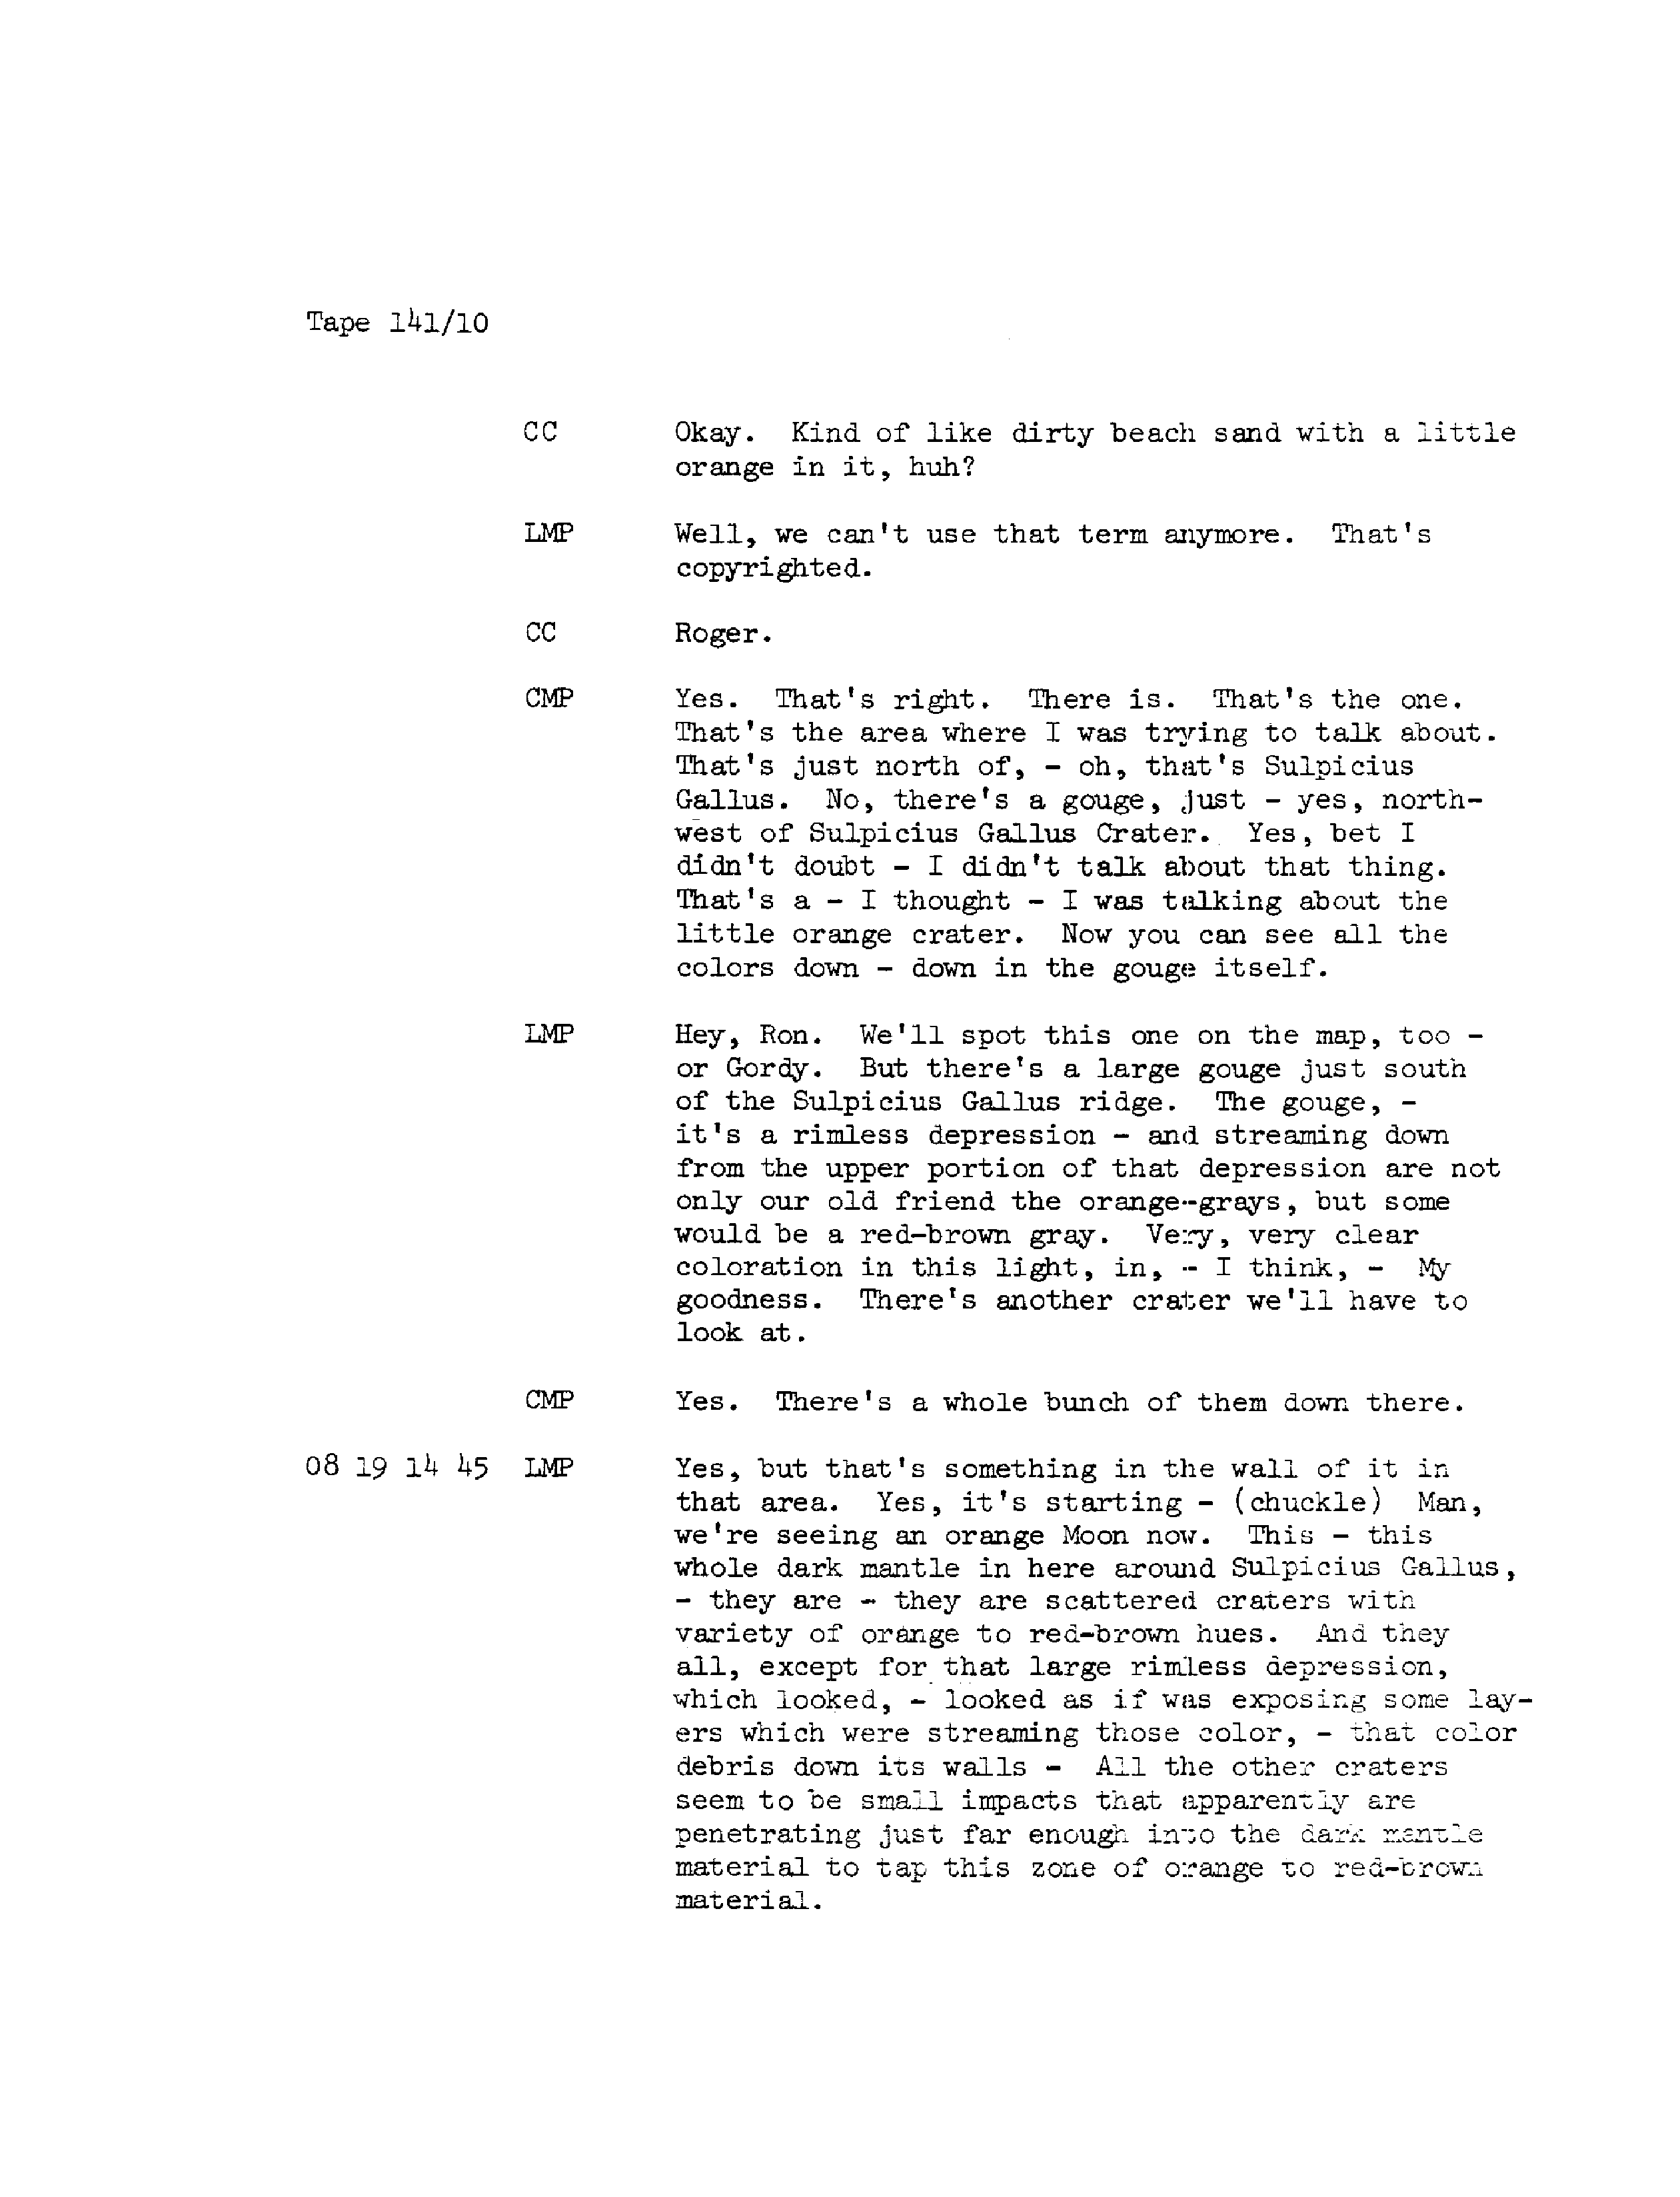 Tape 141/10
CC Okay. Kind of like dirty beach sand with a little
orange in it, huh?
LMP Well, we can't use that term anymore. That's
copyrighted.
CC Roger.
CMP Yes. That's right. There is. That's the one.
That's the area where I was trying to talk about.
That's just north of, - oh, that's Sulpicius
Gallus. No, there's a gouge, just - yes, north-
west of Sulpicius Gallus Crater. Yes, bet I
didn't doubt - I didn't talk about that thing.
That's a - I thought - I was talking about the
little orange crater. Now you can see all the
colors down - down in the gouge itself.
LMP Hey, Ron. We'll spot this one on the map, too -
or Gordy. But there's a large gouge just south
of the Sulpicius Gallus ridge. The gouge, -
it's a rimless depression - and streaming down
from the upper portion of that depression are not
only our old friend the orange-grays, but some
would be a red-brown gray. Very, very clear
coloration in this light, in, - I think, - My
goodness. There's another crater we'll have to
look at.
CMP Yes. There's a whole bunch of them down there.
08 19 14 45 LMP Yes, but that's something in the wall of it in
that area. Yes, it's starting - (chuckle) Man,
we're seeing an orange Moon now. This - this
whole dark mantle in here around Sulpicius Gallus,
- they are - they are scattered craters with
variety of orange to red-brown hues. And they
all, except for that large rimless depression,
which looked, - looked as if was exposing some lay-
ers which were streaming those color, - that color
debris down its walls - All the other craters
seem to be small impacts that apparently are
penetrating just far enough into the dark mantle
material to tap this zone of orange to red-brown
material.